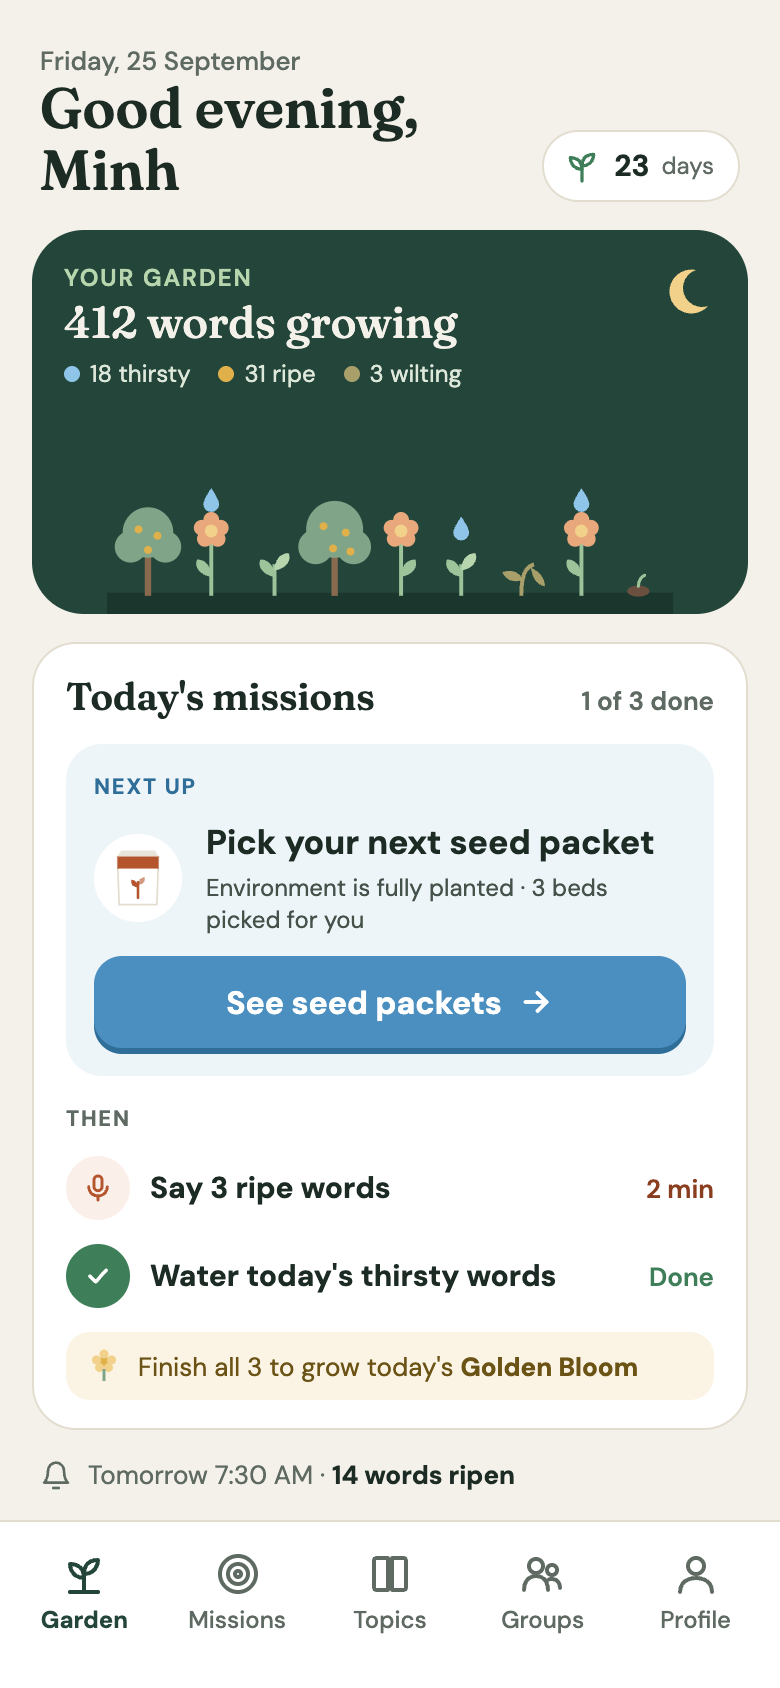 Friday, 25 September
Good evening,
Minh
23 days
YOUR GARDEN
412 words growing
18 thirsty 31 ripe 3 wilting
Today's missions
1 of 3 done
NEXT UP
Pick your next seed packet
Environment is fully planted · 3 beds
picked for you
See seed packets →
THEN
Say 3 ripe words
2 min
Water today's thirsty words
Done
Finish all 3 to grow today's Golden Bloom
Tomorrow 7:30 AM · 14 words ripen
Garden Missions Topics Groups Profile